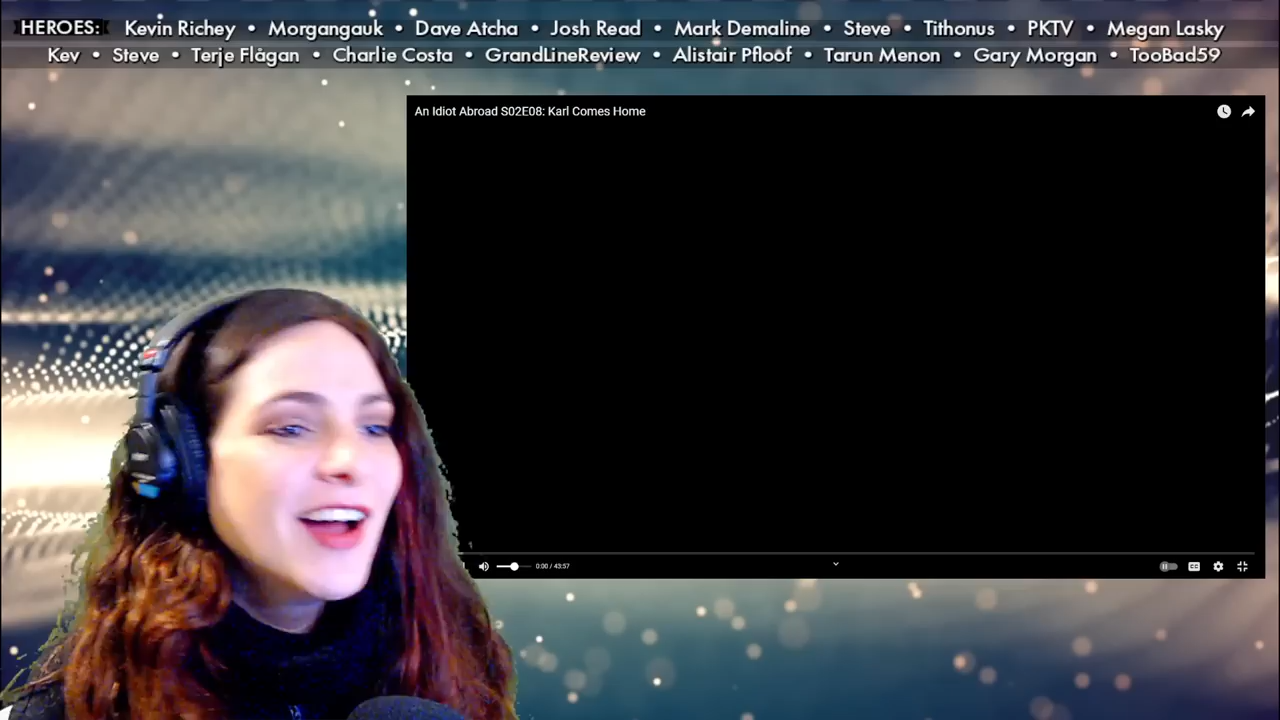 HEROES: Kevin Richey • Morgangauk • Dave Atcha • Josh Read • Mark Demaline • Steve • Tithonus • PKTV • Megan Lasky
Kev • Steve • Terje Flågan • Charlie Costa • GrandLineReview • Alistair Pfloof • Tarun Menon • Gary Morgan • TooBad59
An Idiot Abroad S02E08: Karl Comes Home
0:00 / 43:57
CC